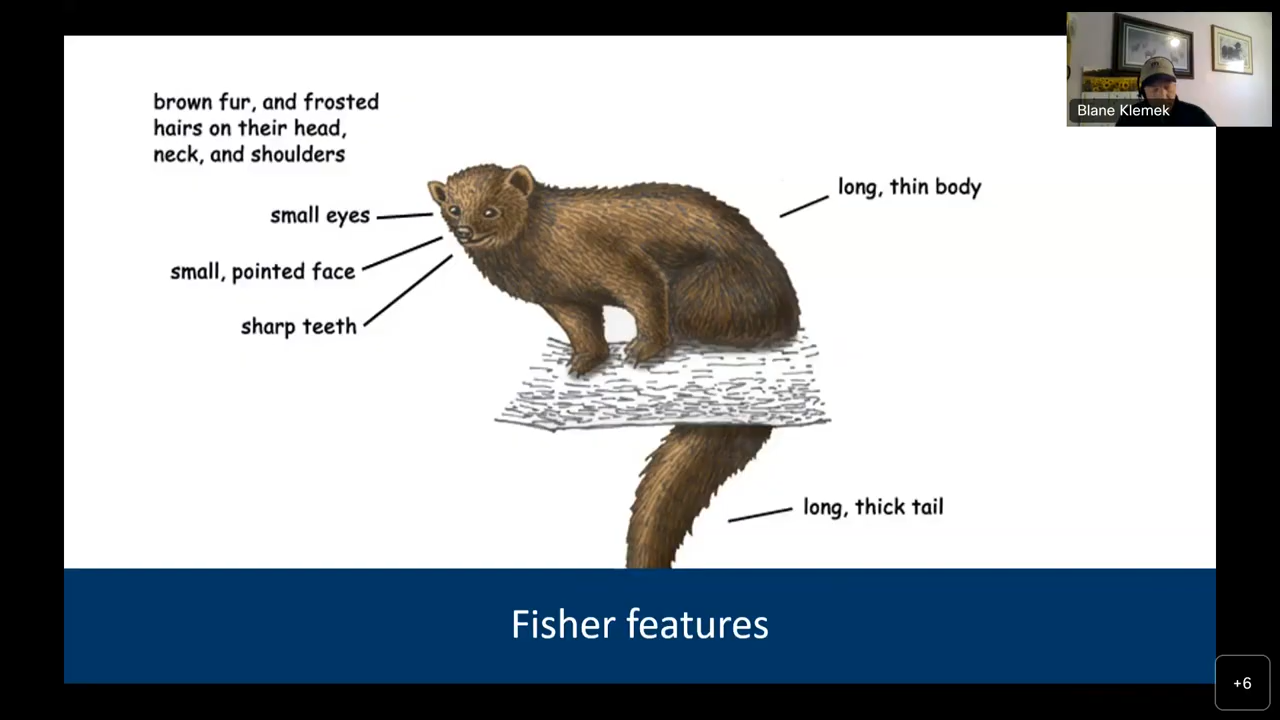 Blane Klemek
brown fur, and frosted
hairs on their head,
neck, and shoulders
long, thin body
small eyes
small, pointed face
sharp teeth
long, thick tail
Fisher features
+6